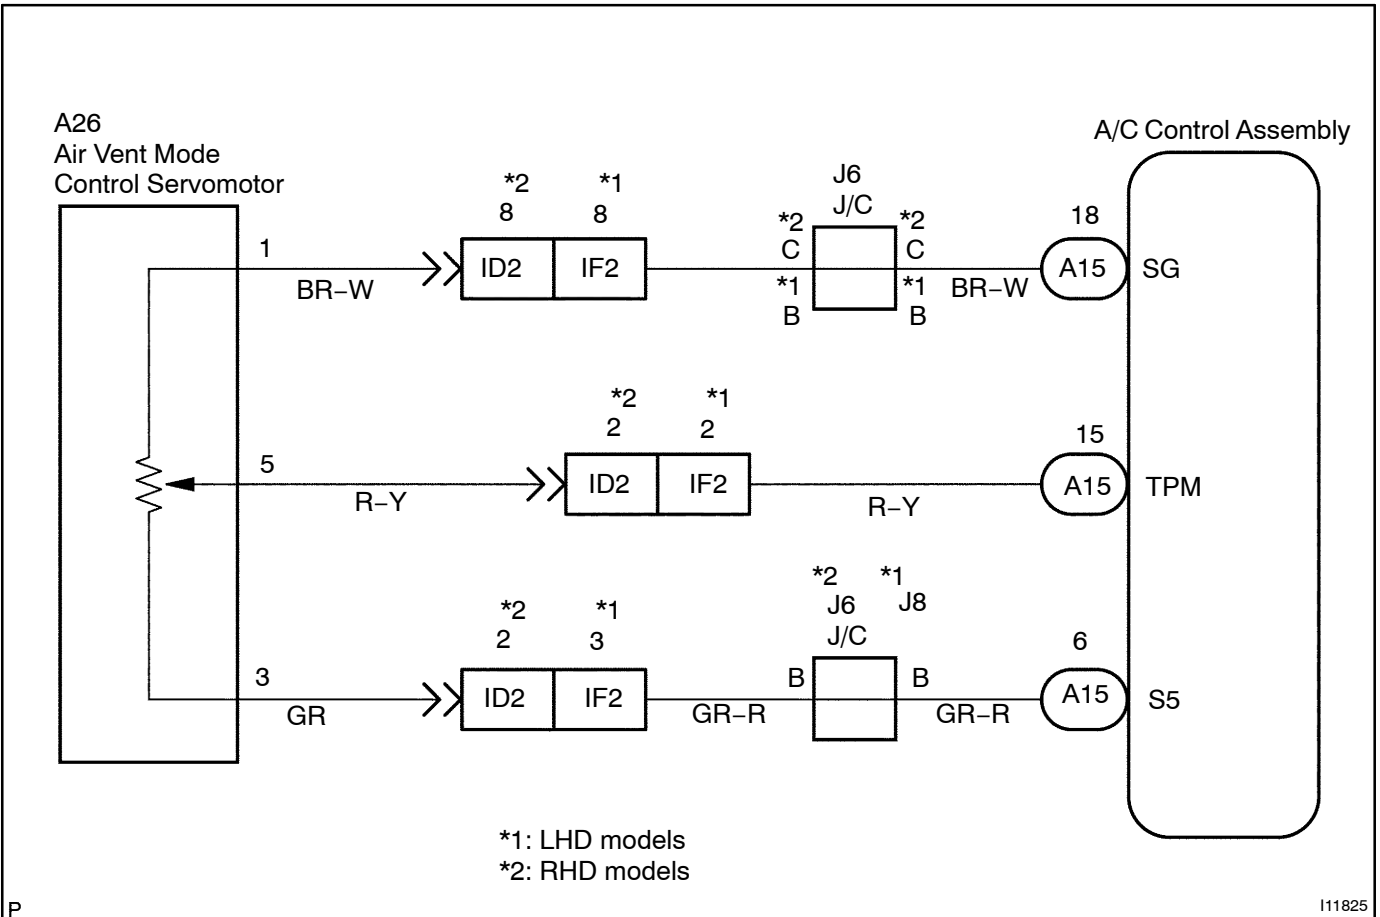 A26
Air Vent Mode
Control Servomotor
A/C Control Assembly
*2 *1
8 8
1
BR–W
ID2 IF2
J6
J/C
*2 *2
C C
*1 *1
B B
BR–W
18
A15
SG
*2 *1
2 2
5
R–Y
ID2 IF2
R–Y
15
A15
TPM
*2 *1
J6 J8
J/C
*2 *1
2 3
3
GR
ID2 IF2
GR–R
B B
GR–R
6
A15
S5
*1: LHD models
*2: RHD models
P
I11825